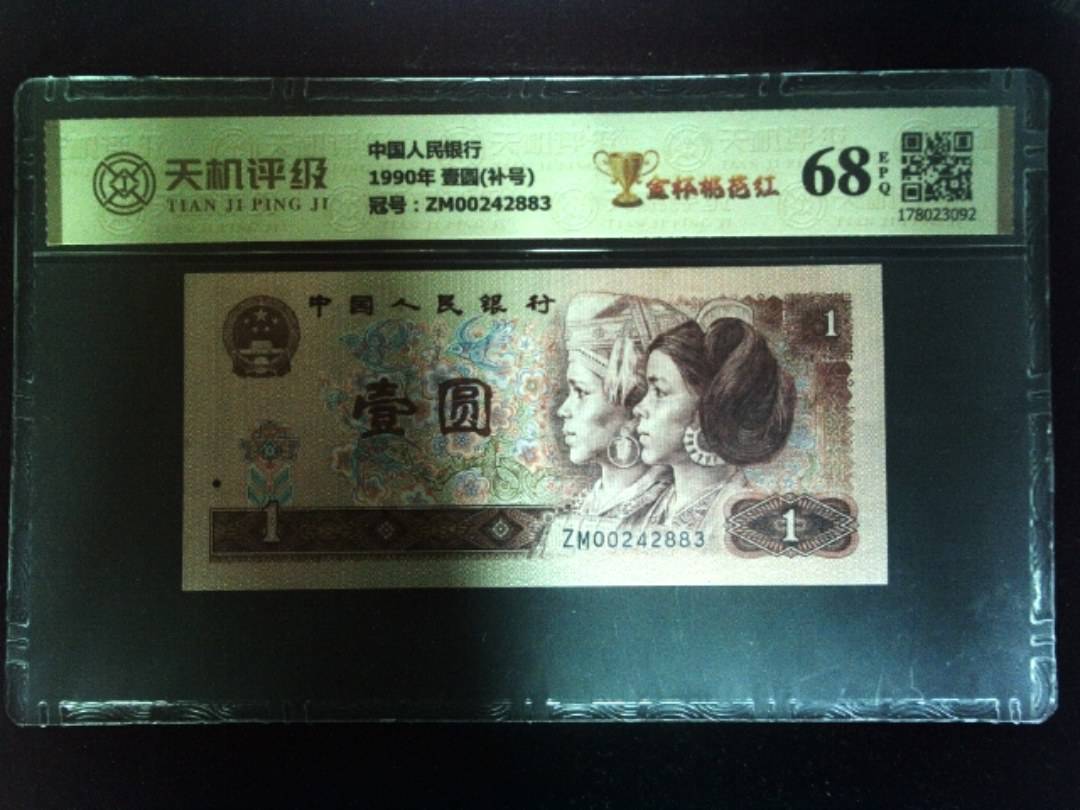 天机评级
TIAN JI PING JI
中国人民银行
1990年 壹圆(补号)
冠号：ZM00242883
金杯桃花红
68
EPQ
178023092
中国人民银行
1
壹圆
1
ZM00242883
1